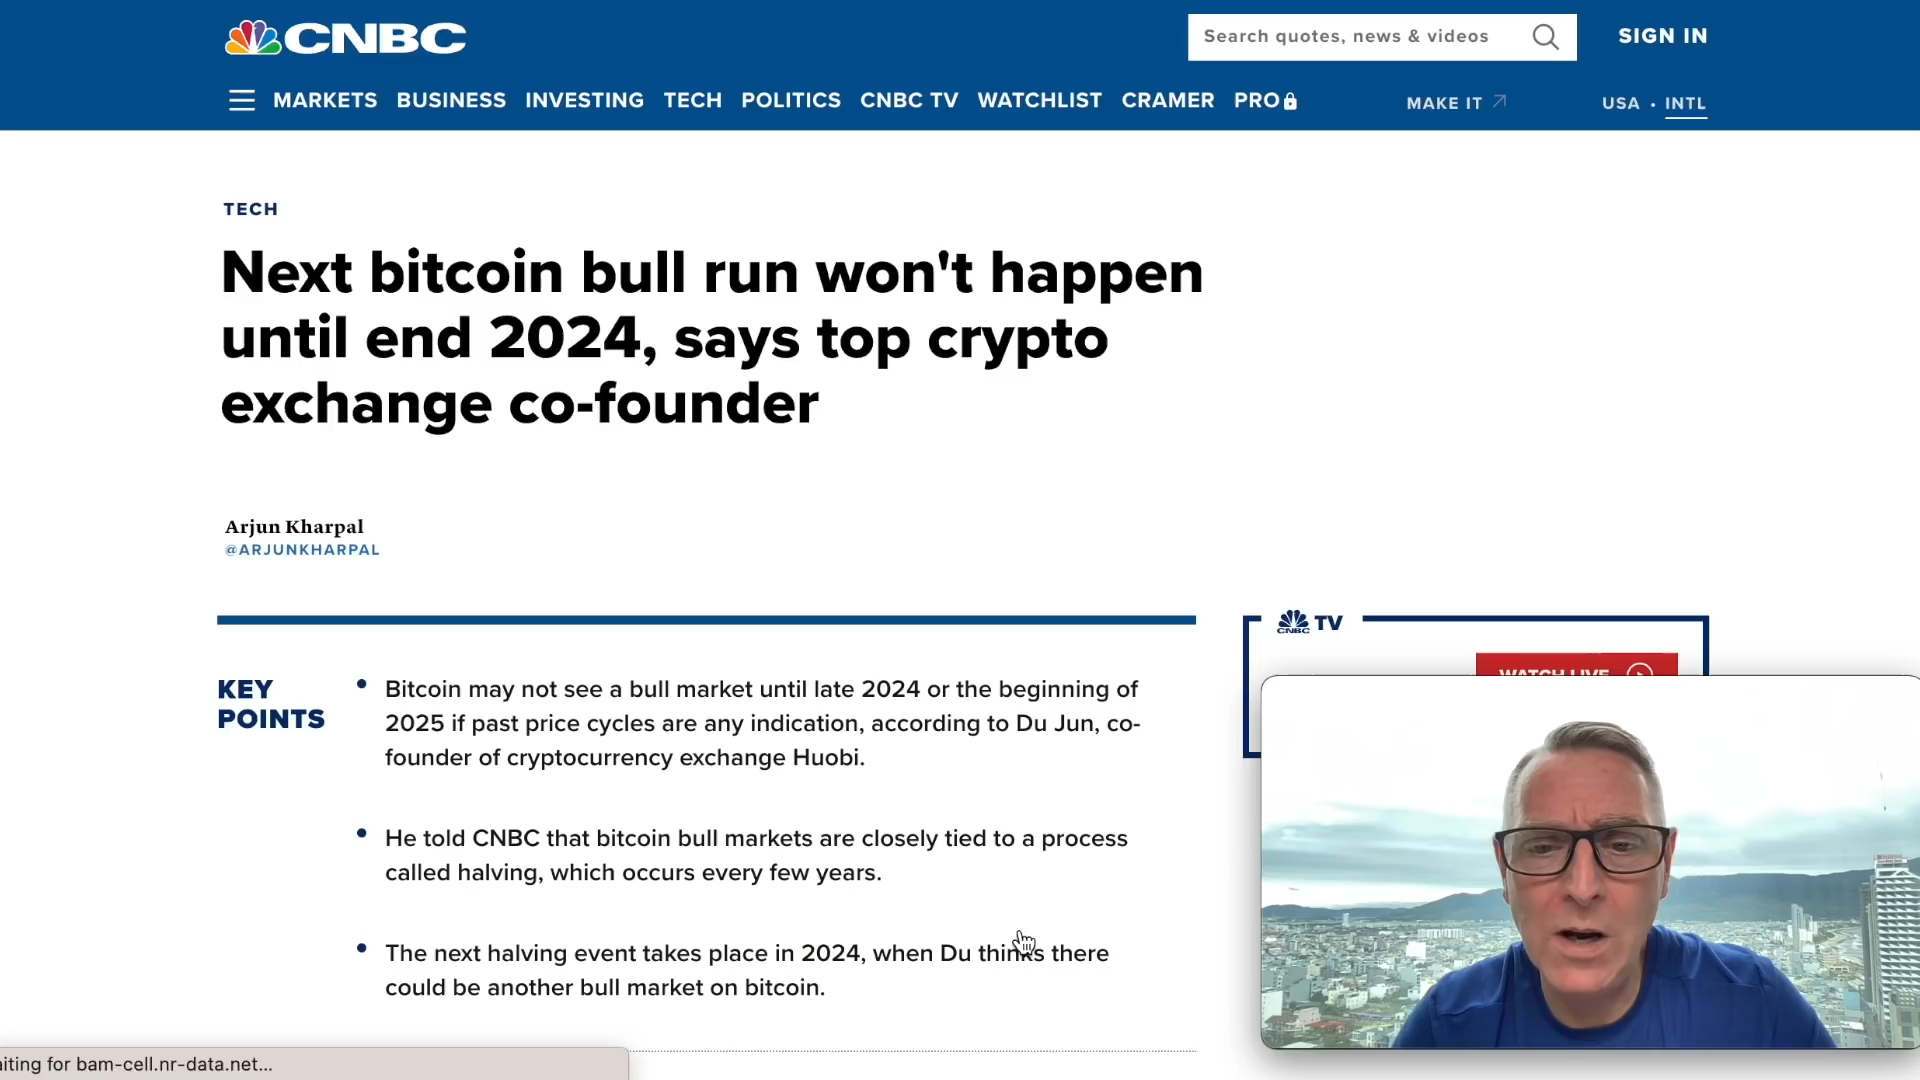 CNBC
Search quotes, news & videos
SIGN IN
MARKETS BUSINESS INVESTING TECH POLITICS CNBC TV WATCHLIST CRAMER PRO
MAKE IT
USA • INTL
TECH
Next bitcoin bull run won't happen
until end 2024, says top crypto
exchange co-founder
Arjun Kharpal
@ARJUNKHARPAL
CNBC TV
WATCH LIVE
KEY
POINTS
• Bitcoin may not see a bull market until late 2024 or the beginning of
2025 if past price cycles are any indication, according to Du Jun, co-
founder of cryptocurrency exchange Huobi.
• He told CNBC that bitcoin bull markets are closely tied to a process
called halving, which occurs every few years.
• The next halving event takes place in 2024, when Du thinks there
could be another bull market on bitcoin.
aiting for bam-cell.nr-data.net...